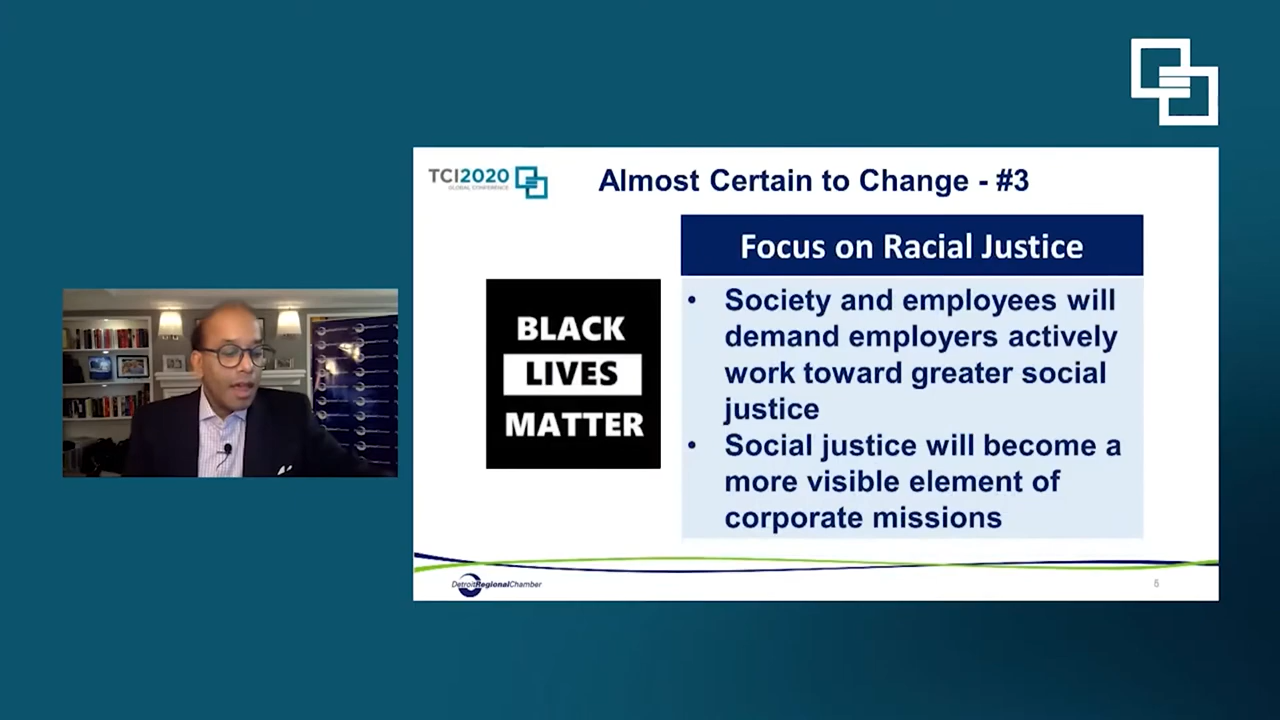 TCI2020
GLOBAL CONFERENCE
Almost Certain to Change - #3
Focus on Racial Justice
BLACK
LIVES
MATTER
• Society and employees will
demand employers actively
work toward greater social
justice
• Social justice will become a
more visible element of
corporate missions
DetroitRegionalChamber
5